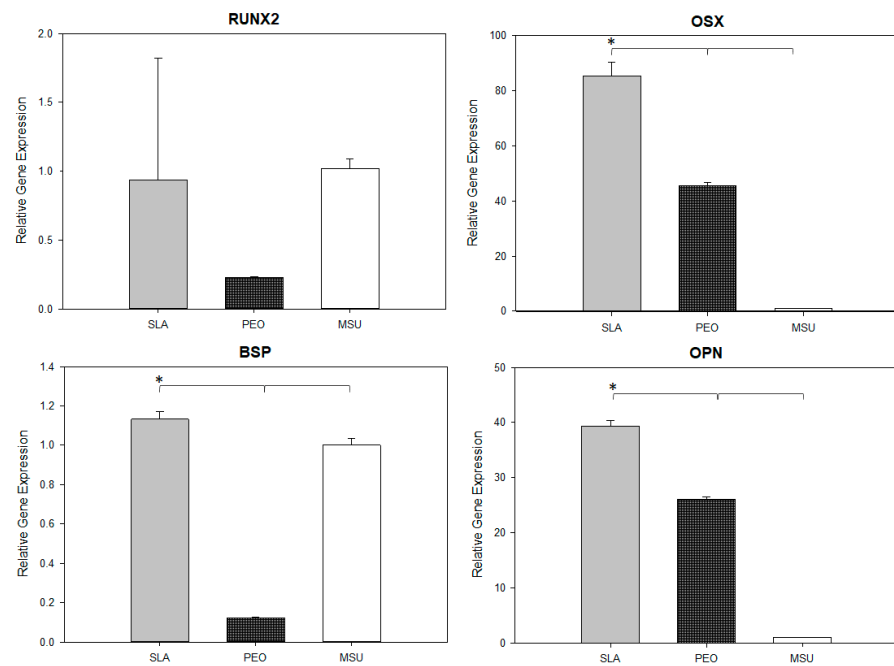 RUNX2
Relative Gene Expression
2.0
1.5
1.0
0.5
0.0
SLA PEO MSU
OSX
Relative Gene Expression
100
80
60
40
20
0
*
SLA PEO MSU
BSP
Relative Gene Expression
1.4
1.2
1.0
0.8
0.6
0.4
0.2
0.0
*
SLA PEO MSU
OPN
Relative Gene Expression
50
40
30
20
10
0
*
SLA PEO MSU